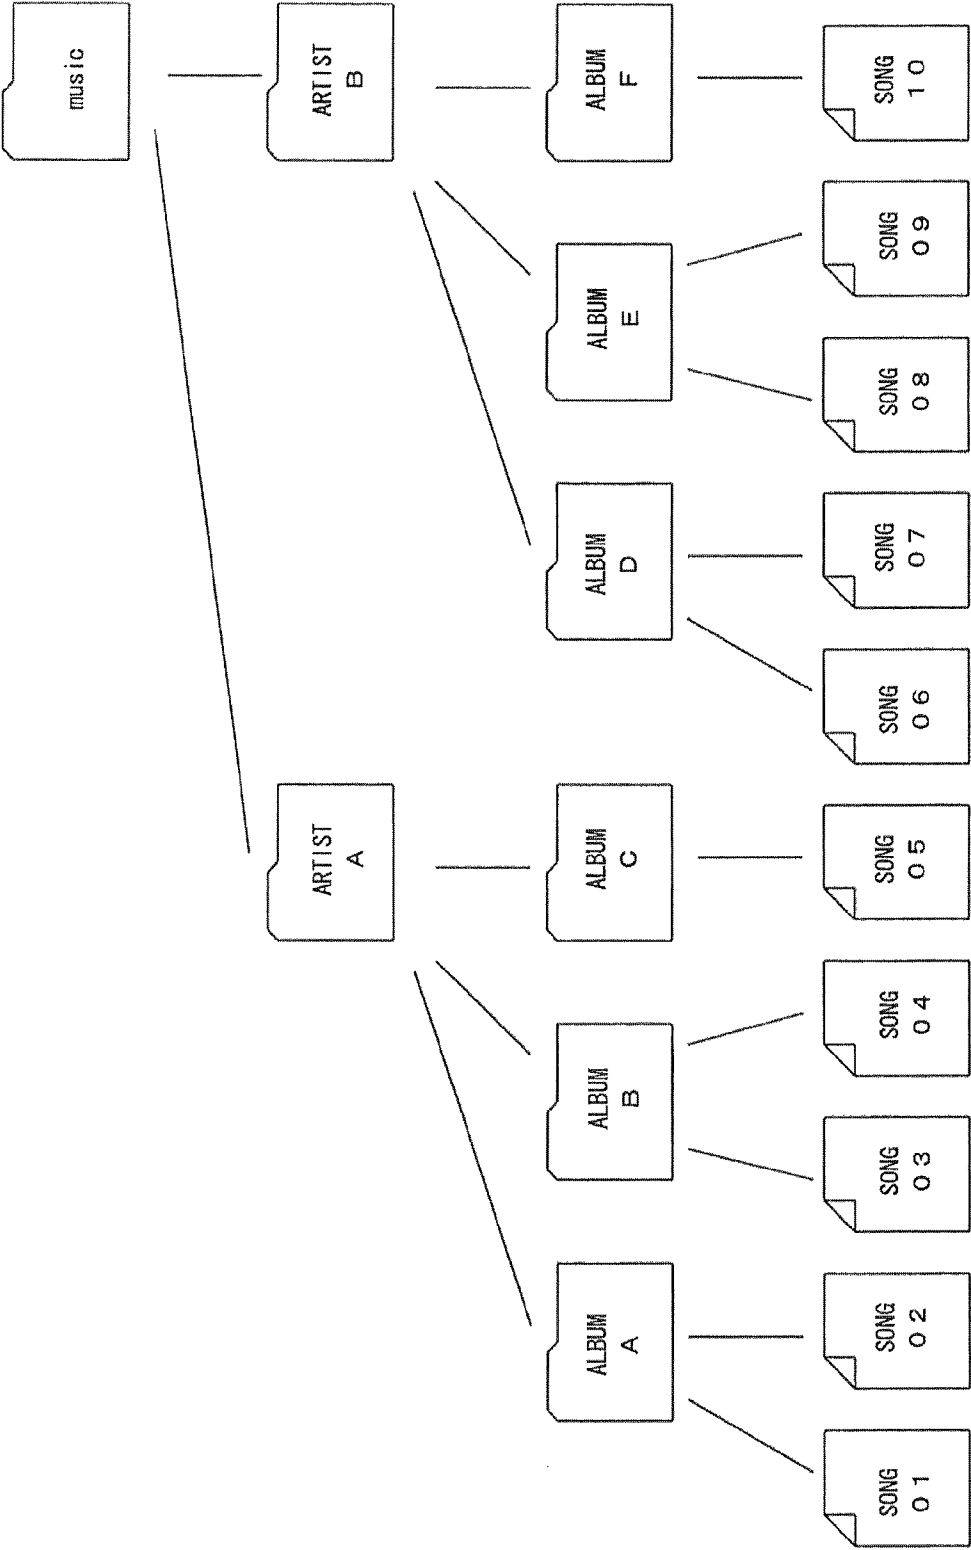 music
ARTIST
A
ARTIST
B
ALBUM
A
ALBUM
B
ALBUM
C
ALBUM
D
ALBUM
E
ALBUM
F
SONG
01
SONG
02
SONG
03
SONG
04
SONG
05
SONG
06
SONG
07
SONG
08
SONG
09
SONG
10